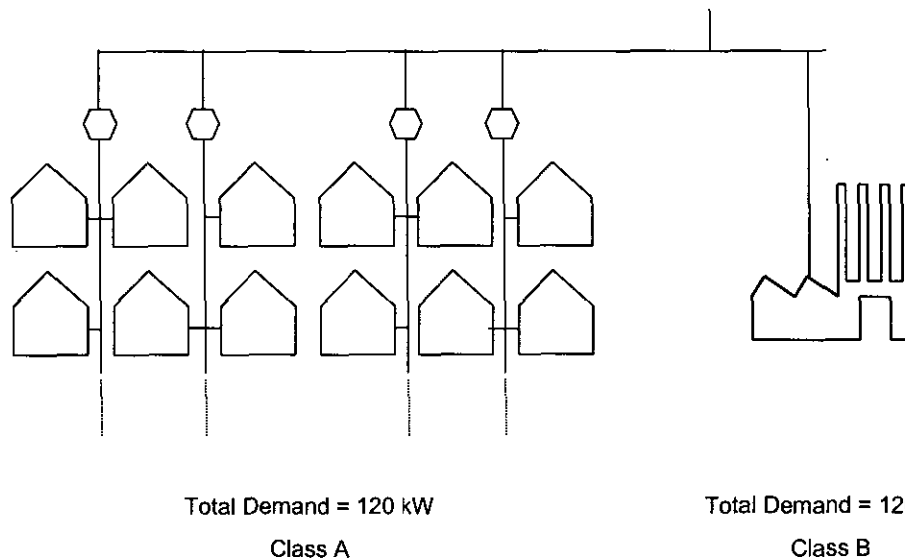 Total Demand = 120 kW
Total Demand = 12
Class A
Class B